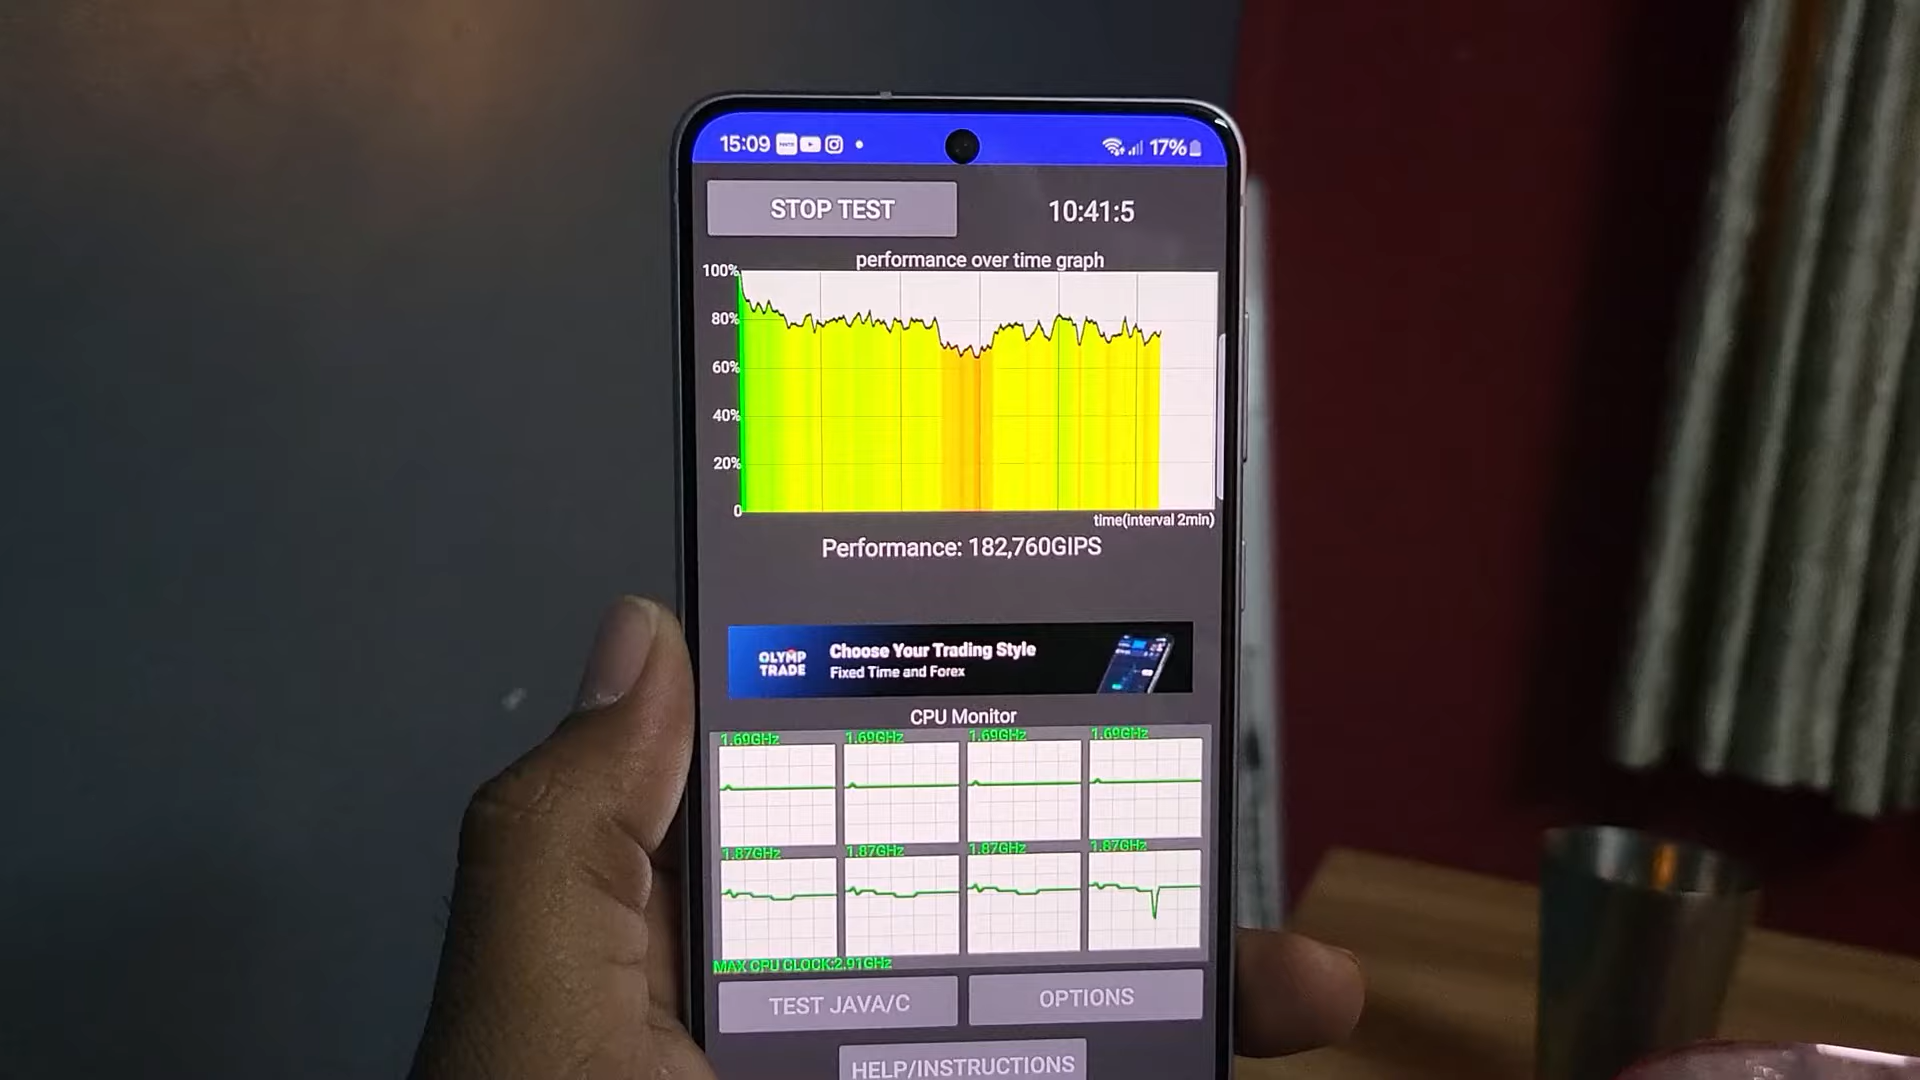 15:09 17%
STOP TEST 10:41:5
performance over time graph
100%
80%
60%
40%
20%
0
time(interval 2min)
Performance: 182,760GIPS
OLYMP TRADE
Choose Your Trading Style
Fixed Time and Forex
CPU Monitor
1.69GHz 1.69GHz 1.69GHz 1.69GHz
1.87GHz 1.87GHz 1.87GHz 1.87GHz
MAX CPU CLOCK:2.91GHz
TEST JAVA/C OPTIONS
HELP/INSTRUCTIONS